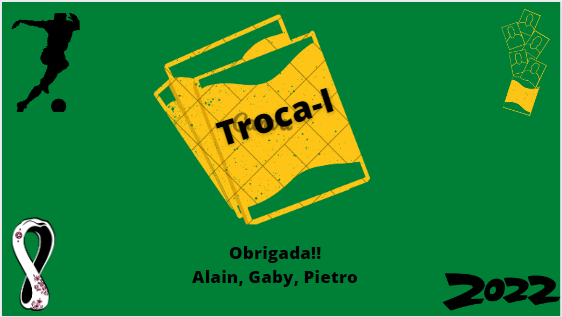 Troca-I
Obrigada!!
Alain, Gaby, Pietro
2022